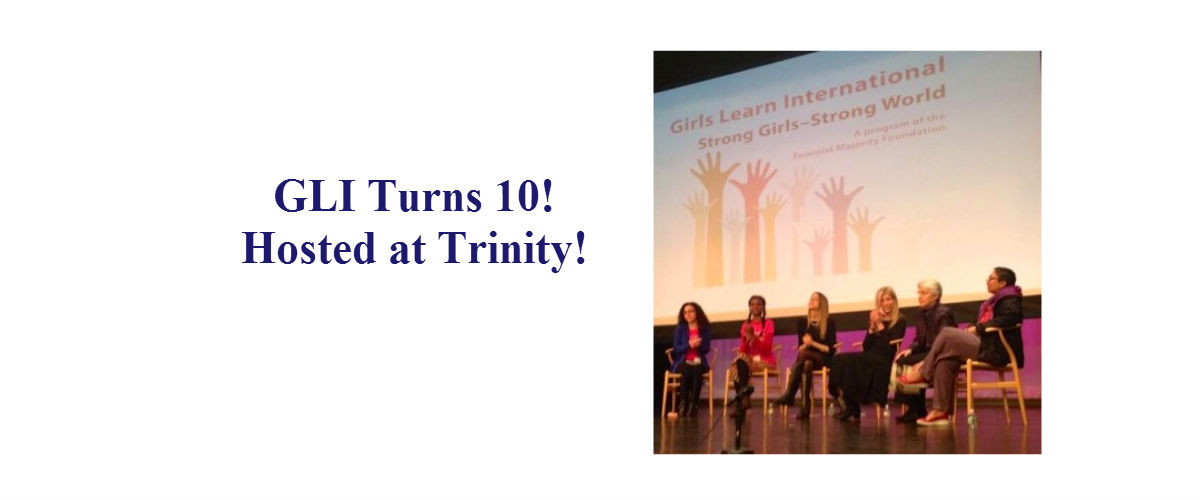 GLI Turns 10!
Hosted at Trinity!
Girls Learn International
Strong Girls–Strong World
A program of the
Feminist Majority Foundation